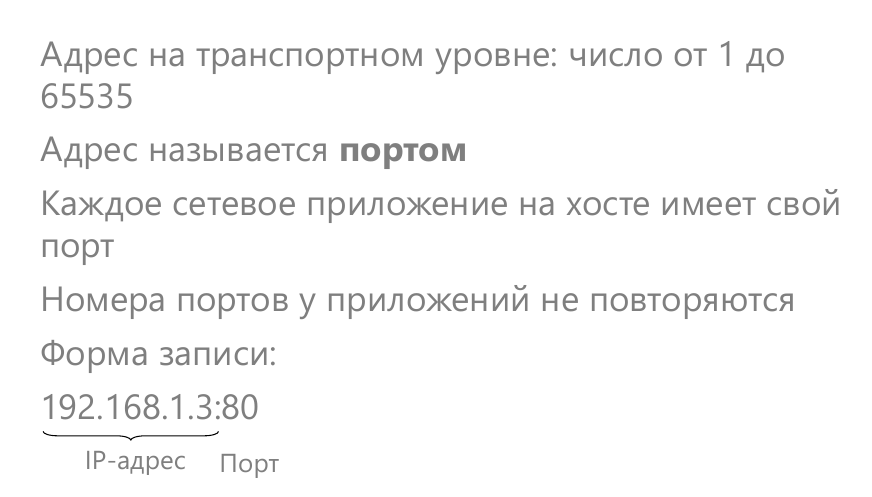 Адрес на транспортном уровне: число от 1 до
65535
Адрес называется портом
Каждое сетевое приложение на хосте имеет свой
порт
Номера портов у приложений не повторяются
Форма записи:
192.168.1.3:80
IP-адрес Порт